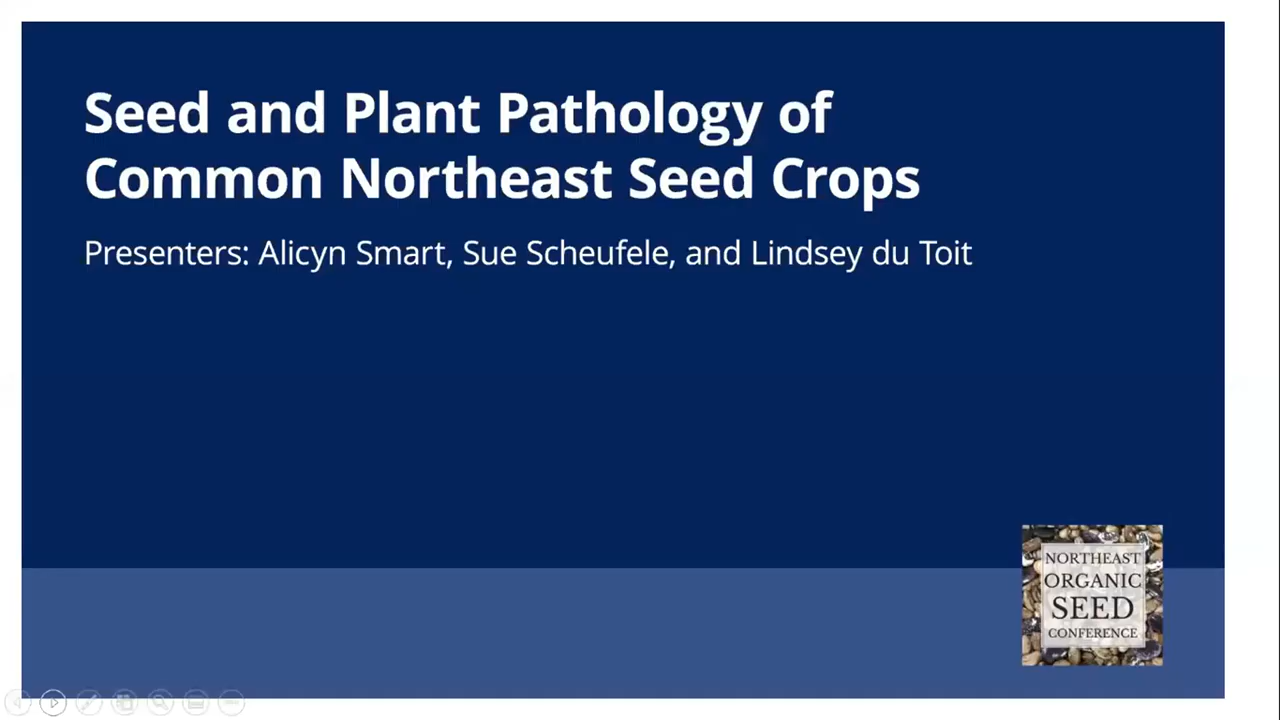 Seed and Plant Pathology of
Common Northeast Seed Crops
Presenters: Alicyn Smart, Sue Scheufele, and Lindsey du Toit
NORTHEAST
ORGANIC
SEED
CONFERENCE